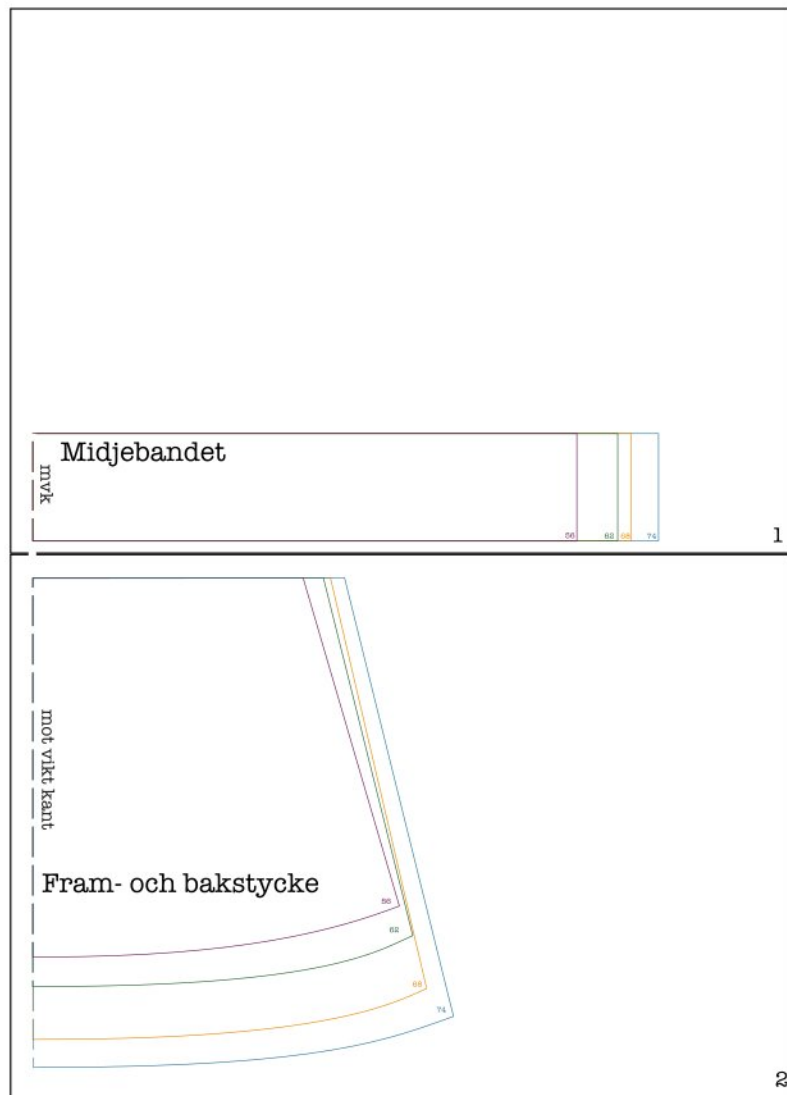 Midjebandet
mvk
56
62
68
74
1
mot vikt kant
Fram- och bakstycke
56
62
68
74
2